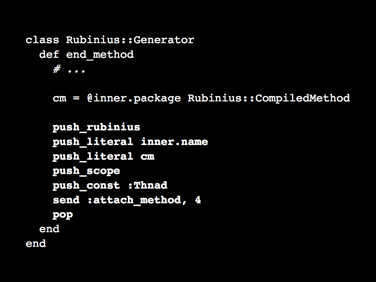 class Rubinius::Generator
def end_method
# ...
cm = @inner.package Rubinius::CompiledMethod
push_rubinius
push_literal inner.name
push_literal cm
push_scope
push_const :Thnad
send :attach_method, 4
pop
end
end